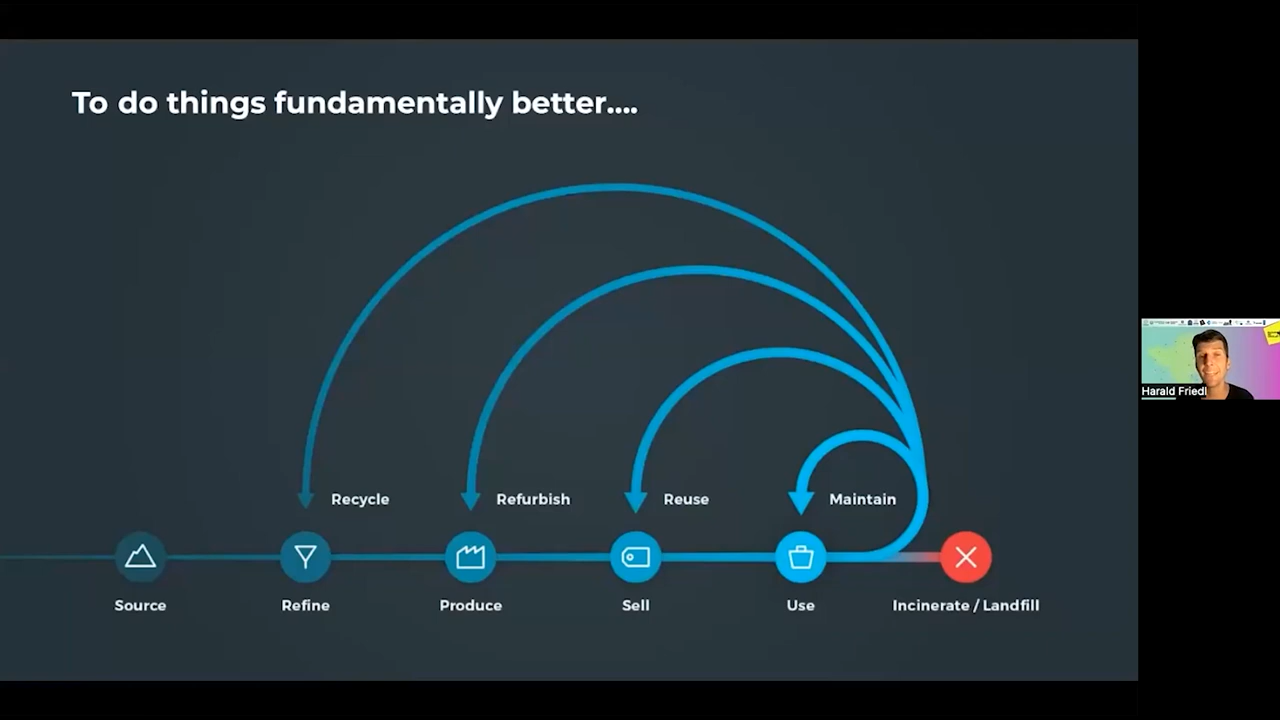 To do things fundamentally better....
Recycle
Refurbish
Reuse
Maintain
Source
Refine
Produce
Sell
Use
Incinerate / Landfill
Harald Friedl